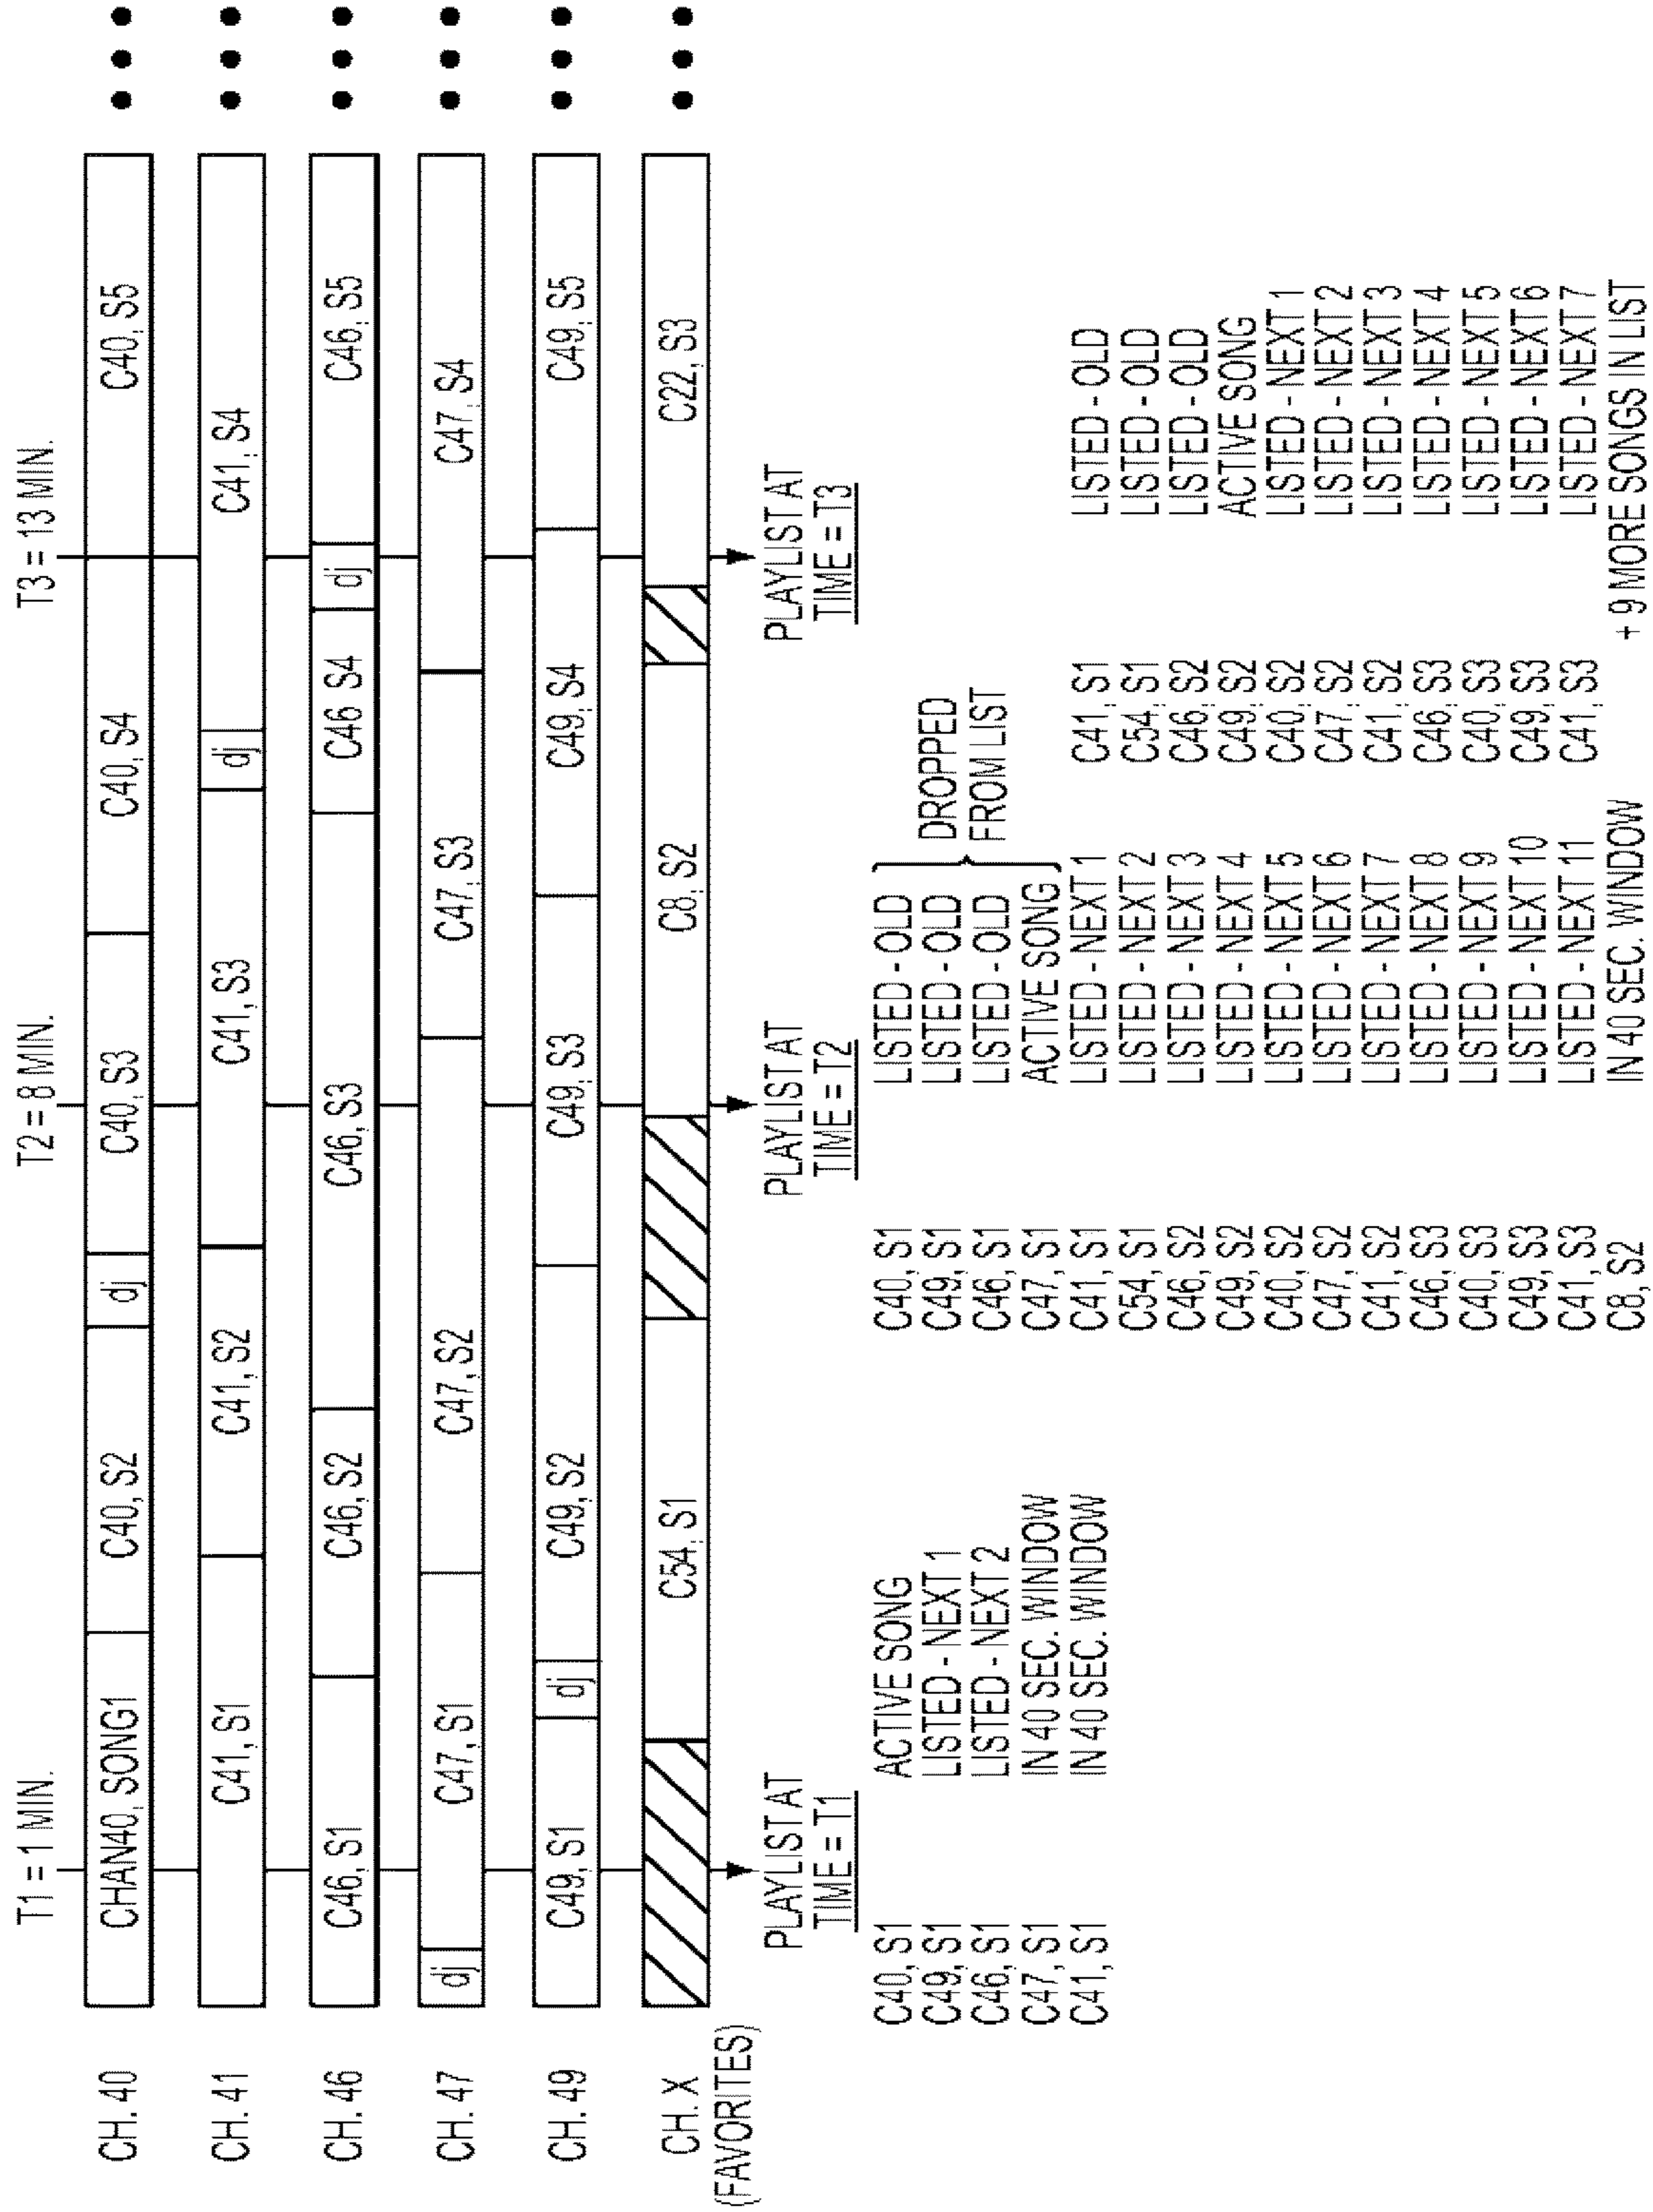 T1 = 1 MIN.
T2 = 8 MIN.
T3 = 13 MIN.
CH. 40
CHAN40, SONG1
C40, S2
dj
C40, S3
C40, S4
C40, S5
CH. 41
C41, S1
C41, S2
C41, S3
dj
C41, S4
CH. 46
C46, S1
C46, S2
C46, S3
C46, S4
dj
C46, S5
CH. 47
dj
C47, S1
C47, S2
C47, S3
C47, S4
CH. 49
C49, S1
dj
C49, S2
C49, S3
C49, S4
C49, S5
CH. X
(FAVORITES)
C54, S1
C8, S2
C22, S3
PLAYLIST AT
TIME = T1
C40, S1 ACTIVE SONG
C49, S1 LISTED - NEXT 1
C46, S1 LISTED - NEXT 2
C47, S1 IN 40 SEC. WINDOW
C41, S1 IN 40 SEC. WINDOW
PLAYLIST AT
TIME = T2
C40, S1 LISTED - OLD
C49, S1 LISTED - OLD
C46, S1 LISTED - OLD
C47, S1 ACTIVE SONG
DROPPED
FROM LIST
C41, S1 LISTED - NEXT 1
C54, S1 LISTED - NEXT 2
C46, S2 LISTED - NEXT 3
C49, S2 LISTED - NEXT 4
C40, S2 LISTED - NEXT 5
C47, S2 LISTED - NEXT 6
C41, S2 LISTED - NEXT 7
C46, S3 LISTED - NEXT 8
C40, S3 LISTED - NEXT 9
C49, S3 LISTED - NEXT 10
C41, S3 LISTED - NEXT 11
C8, S2 IN 40 SEC. WINDOW
PLAYLIST AT
TIME = T3
C41, S1 LISTED - OLD
C54, S1 LISTED - OLD
C46, S2 LISTED - OLD
C49, S2 ACTIVE SONG
C40, S2 LISTED - NEXT 1
C47, S2 LISTED - NEXT 2
C41, S2 LISTED - NEXT 3
C46, S3 LISTED - NEXT 4
C40, S3 LISTED - NEXT 5
C49, S3 LISTED - NEXT 6
C41, S3 LISTED - NEXT 7
+ 9 MORE SONGS IN LIST